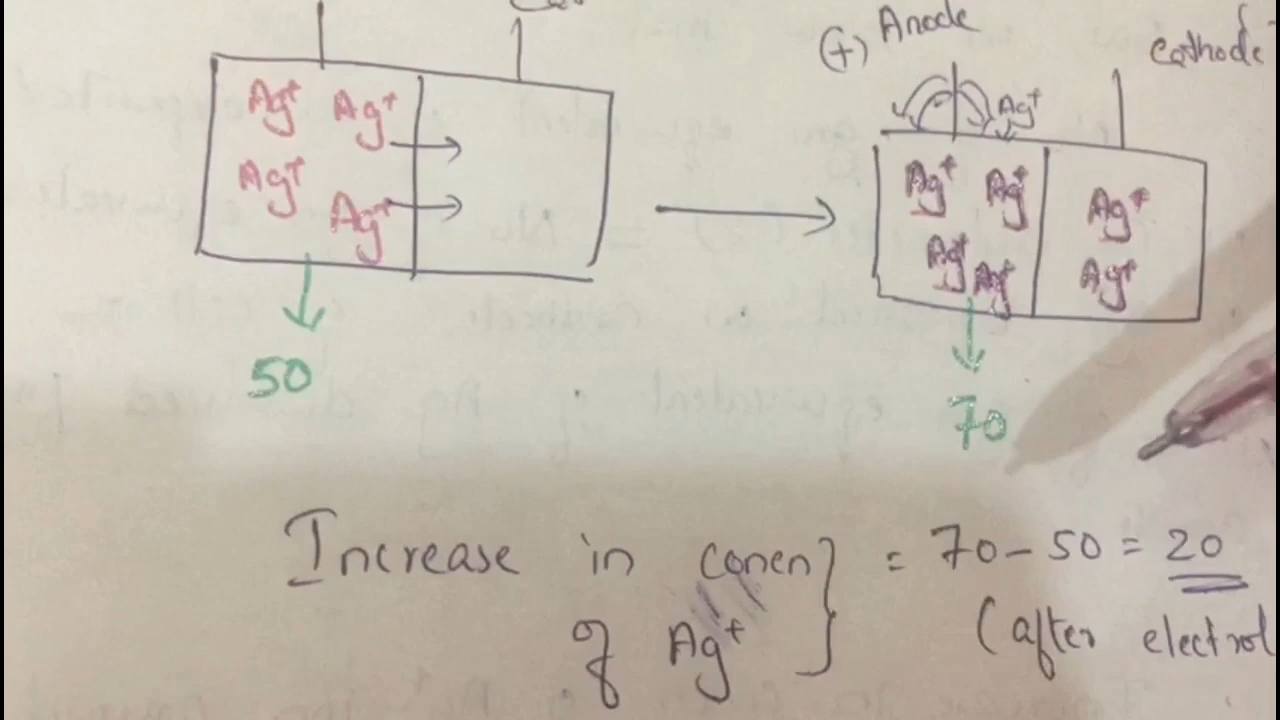 (+) Anode
Cathode
Ag+
Ag+ Ag+
Ag+
Ag+
Ag+ Ag+
Ag+ Ag+
Ag+
Ag+
50
70
Increase in concn } = 70 - 50 = 20
of Ag+ (after electrol